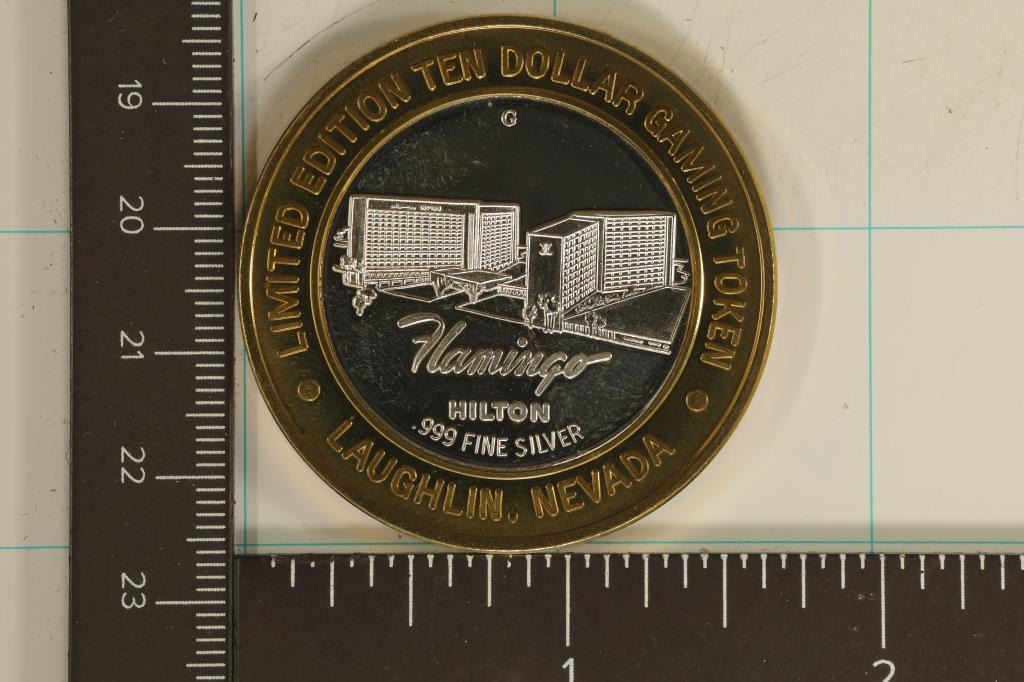 LIMITED EDITION TEN DOLLAR GAMING TOKEN
G
Flamingo
HILTON
.999 FINE SILVER
LAUGHLIN, NEVADA
19
20
21
22
23
1
2